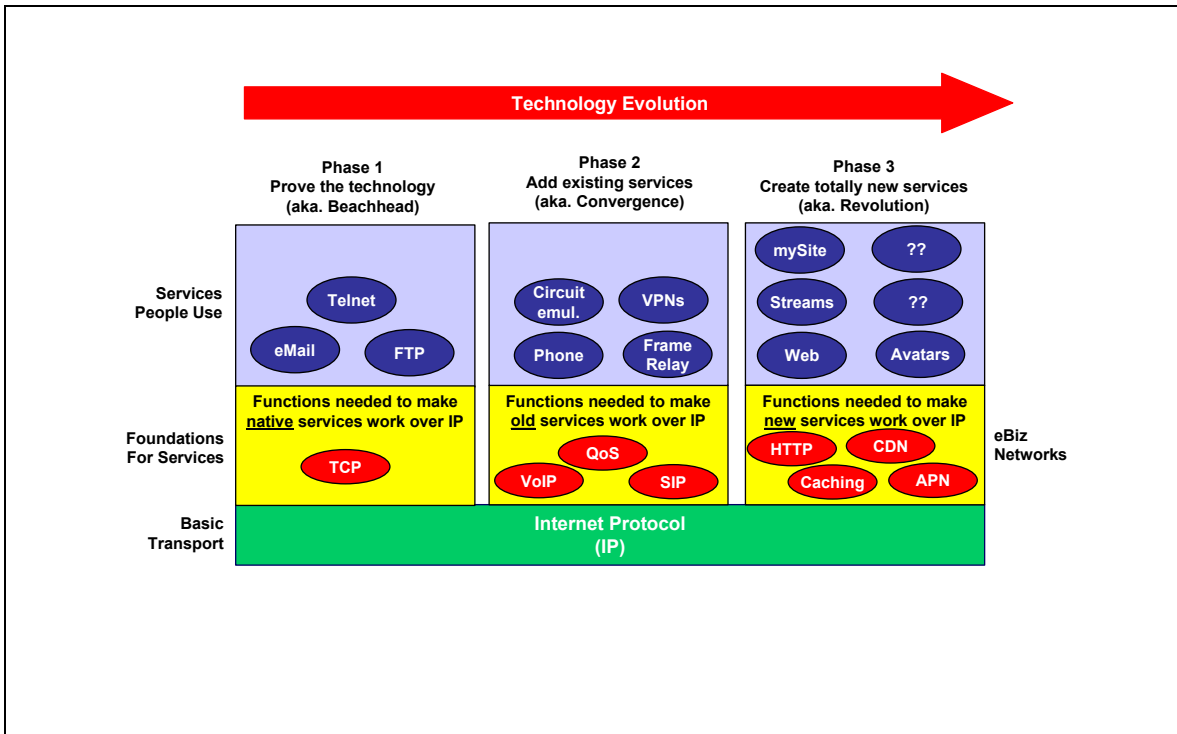 Technology Evolution
Phase 1
Prove the technology
(aka. Beachhead)
Phase 2
Add existing services
(aka. Convergence)
Phase 3
Create totally new services
(aka. Revolution)
Services
People Use
Telnet
eMail
FTP
Circuit
emul.
VPNs
Phone
Frame
Relay
mySite
??
Streams
??
Web
Avatars
Foundations
For Services
Functions needed to make
native services work over IP
TCP
Functions needed to make
old services work over IP
QoS
VoIP
SIP
Functions needed to make
new services work over IP
HTTP
CDN
Caching
APN
eBiz
Networks
Basic
Transport
Internet Protocol
(IP)